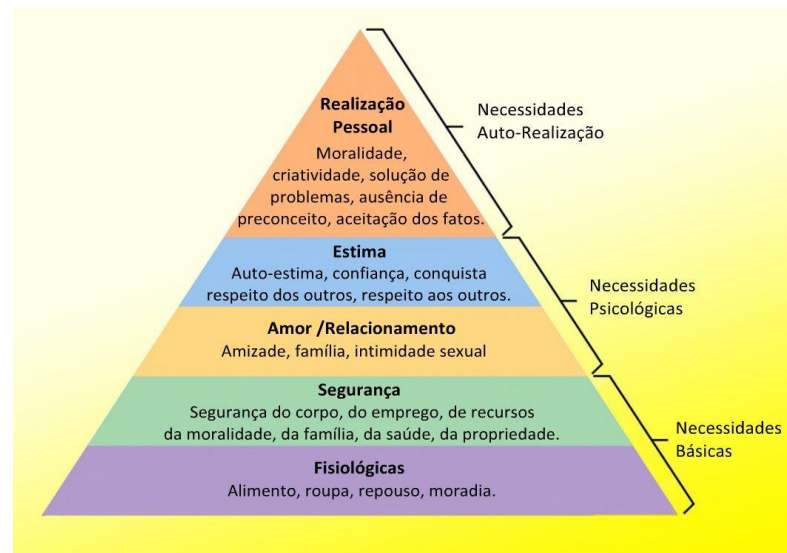 Realização
Pessoal
Moralidade,
criatividade, solução de
problemas, ausência de
preconceito, aceitação dos fatos.
Necessidades
Auto-Realização
Estima
Auto-estima, confiança, conquista
respeito dos outros, respeito aos outros.
Amor /Relacionamento
Amizade, família, intimidade sexual
Necessidades
Psicológicas
Segurança
Segurança do corpo, do emprego, de recursos
da moralidade, da família, da saúde, da propriedade.
Fisiológicas
Alimento, roupa, repouso, moradia.
Necessidades
Básicas